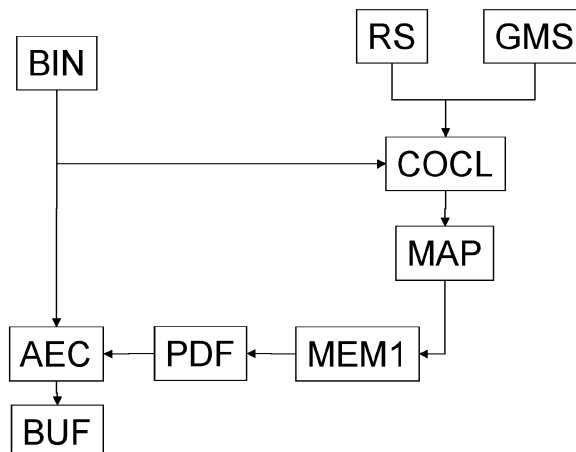 RS
GMS
BIN
COCL
MAP
AEC
PDF
MEM1
BUF